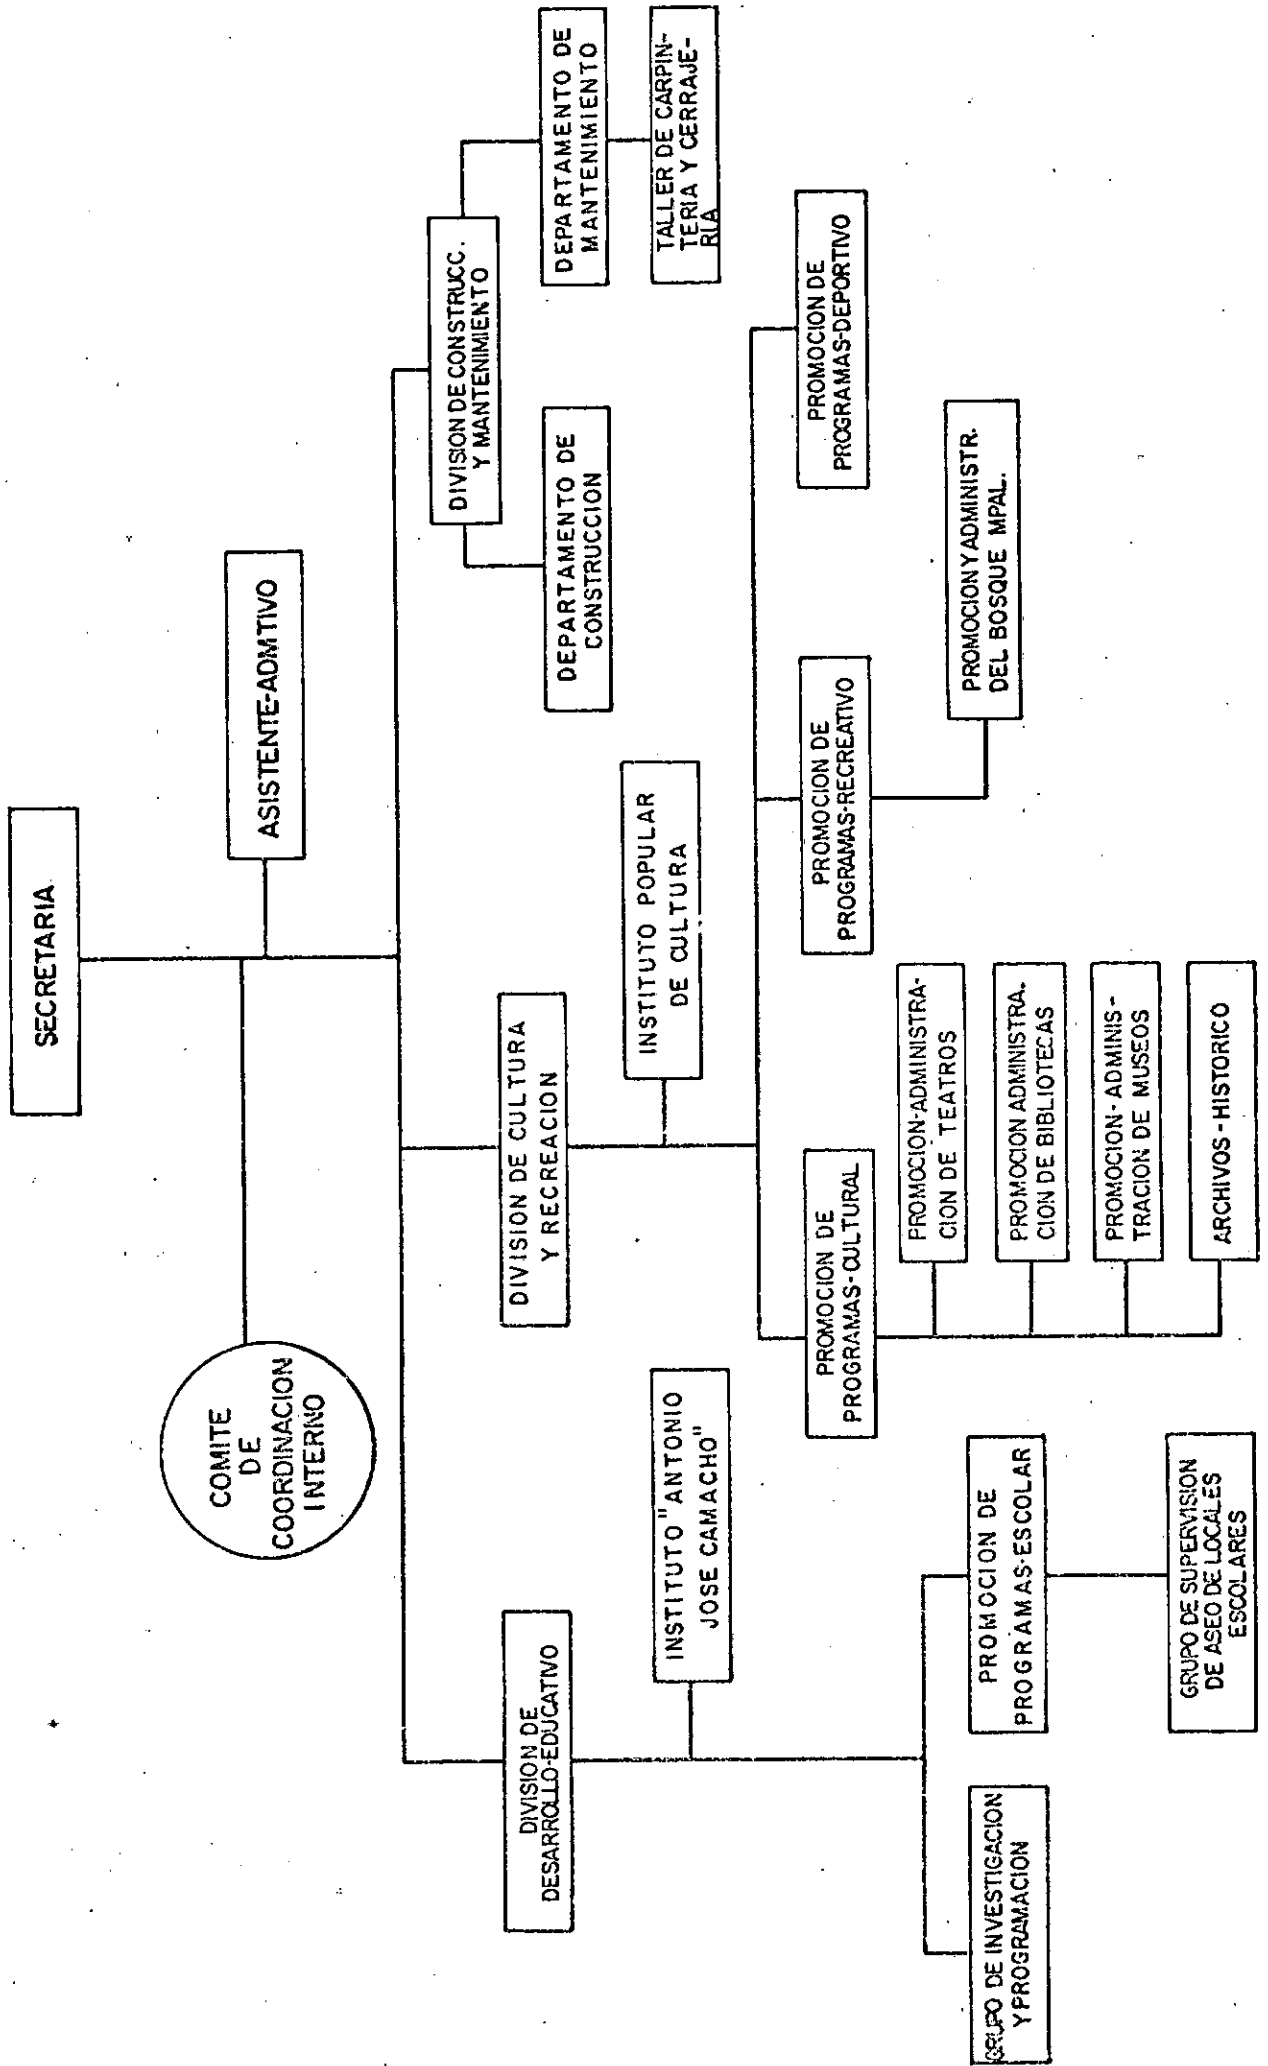 SECRETARIA
ASISTENTE-ADMTIVO
COMITE
DE
COORDINACION
INTERNO
DIVISION DE
DESARROLLO-EDUCATIVO
DIVISION DE CULTURA
Y RECREACION
DIVISION DE CONSTRUCC.
Y MANTENIMIENTO
INSTITUTO "ANTONIO
JOSE CAMACHO"
INSTITUTO POPULAR
DE CULTURA
DEPARTAMENTO DE
CONSTRUCCION
DEPARTAMENTO DE
MANTENIMIENTO
TALLER DE CARPIN-
TERIA Y CERRAJE-
RIA
GRUPO DE INVESTIGACION
Y PROGRAMACION
PROMOCION DE
PROGRAMAS-ESCOLAR
GRUPO DE SUPERVISION
DE ASEO DE LOCALES
ESCOLARES
PROMOCION DE
PROGRAMAS-CULTURAL
PROMOCION-ADMINISTRA-
CION DE TEATROS
PROMOCION ADMINISTRA-
CION DE BIBLIOTECAS
PROMOCION-ADMINIS-
TRACION DE MUSEOS
ARCHIVOS-HISTORICO
PROMOCION DE
PROGRAMAS-RECREATIVO
PROMOCION Y ADMINISTR.
DEL BOSQUE MPAL.
PROMOCION DE
PROGRAMAS-DEPORTIVO